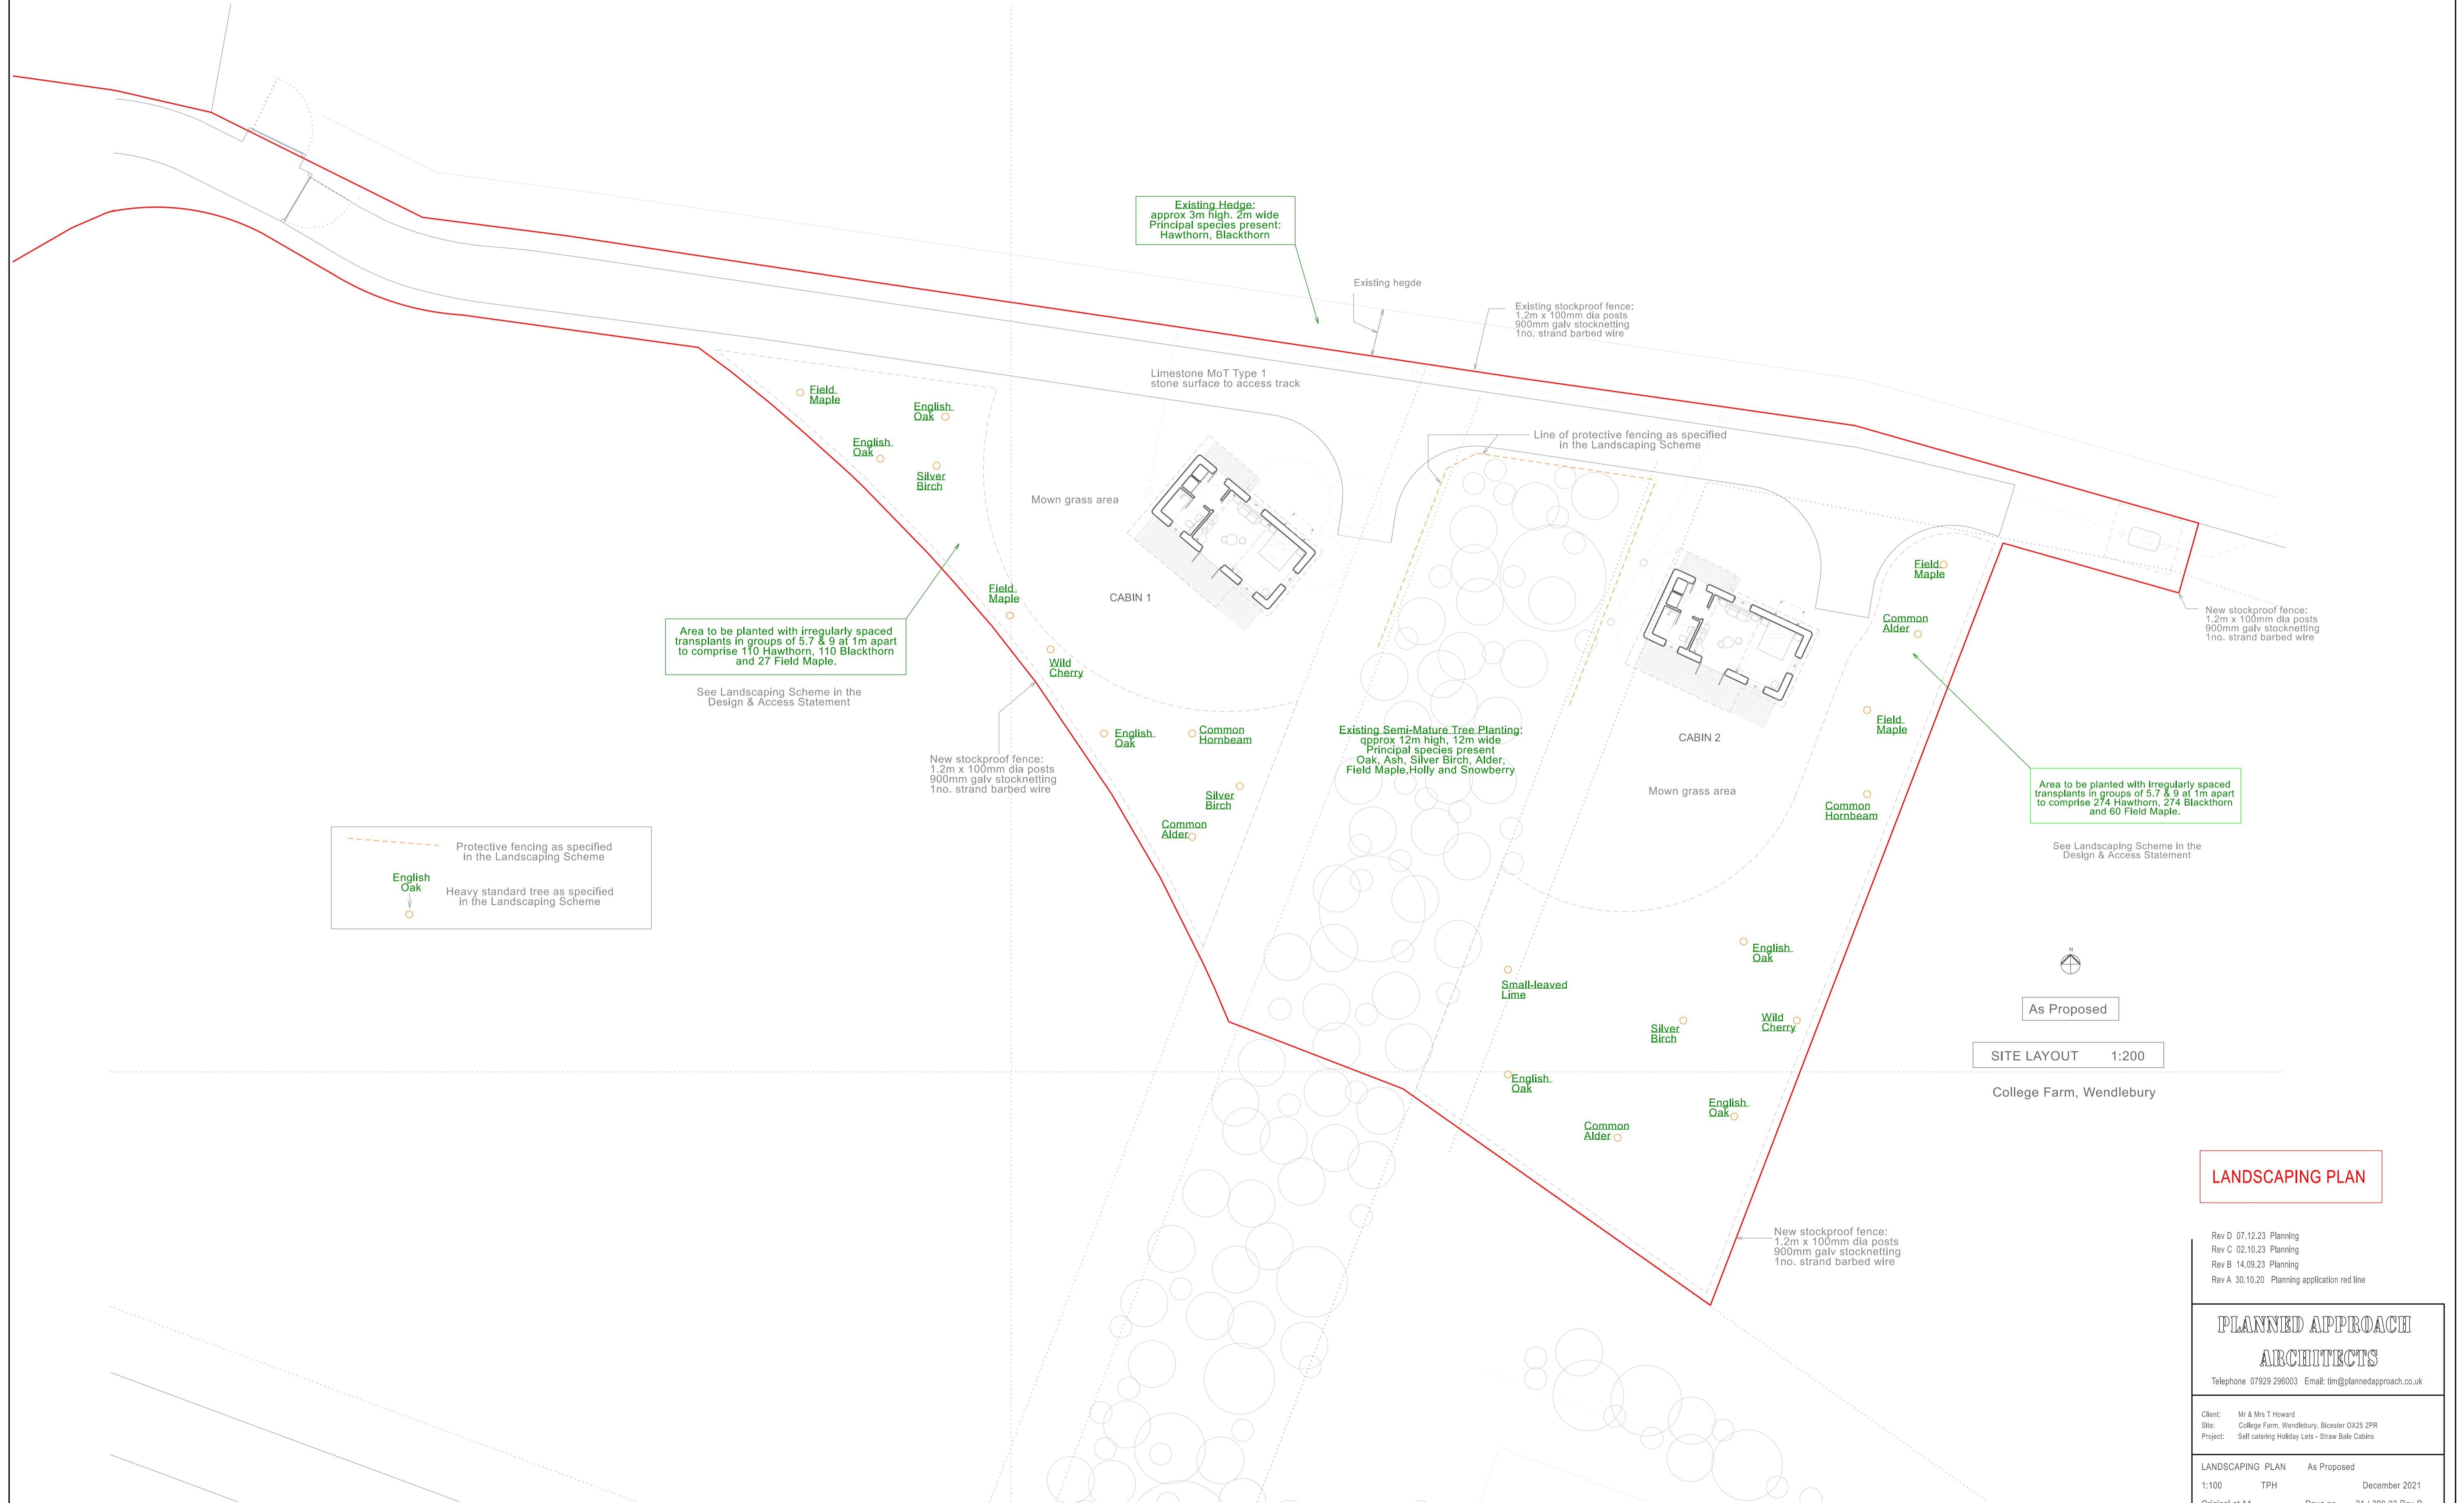 Existing Hedge:
approx 3m high. 2m wide
Principal species present:
Hawthorn, Blackthorn
Existing hegde
Existing stockproof fence:
1.2m x 100mm dia posts
900mm galv stocknetting
1no. strand barbed wire
Limestone MoT Type 1
stone surface to access track
Field
Maple
English
Oak
English
Oak
Silver
Birch
Line of protective fencing as specified
in the Landscaping Scheme
Mown grass area
CABIN 1
Field
Maple
Wild
Cherry
Area to be planted with irregularly spaced
transplants in groups of 5.7 & 9 at 1m apart
to comprise 110 Hawthorn, 110 Blackthorn
and 27 Field Maple.
See Landscaping Scheme in the
Design & Access Statement
New stockproof fence:
1.2m x 100mm dia posts
900mm galv stocknetting
1no. strand barbed wire
English
Oak
Common
Hornbeam
Silver
Birch
Common
Alder
Existing Semi-Mature Tree Planting:
qpprox 12m high, 12m wide
Principal species present
Oak, Ash, Silver Birch, Alder,
Field Maple,Holly and Snowberry
CABIN 2
Mown grass area
Field
Maple
Common
Alder
Field
Maple
Common
Hornbeam
New stockproof fence:
1.2m x 100mm dia posts
900mm galv stocknetting
1no. strand barbed wire
Area to be planted with irregularly spaced
transplants in groups of 5.7 & 9 at 1m apart
to comprise 274 Hawthorn, 274 Blackthorn
and 60 Field Maple.
See Landscaping Scheme in the
Design & Access Statement
Protective fencing as specified
in the Landscaping Scheme
English
Oak
Heavy standard tree as specified
in the Landscaping Scheme
English
Oak
Small-leaved
Lime
Silver
Birch
Wild
Cherry
English
Oak
English
Oak
Common
Alder
New stockproof fence:
1.2m x 100mm dia posts
900mm galv stocknetting
1no. strand barbed wire
N
As Proposed
SITE LAYOUT 1:200
College Farm, Wendlebury
LANDSCAPING PLAN
Rev D 07.12.23 Planning
Rev C 02.10.23 Planning
Rev B 14.09.23 Planning
Rev A 30.10.20 Planning application red line
PLANNED APPROACH
ARCHITECTS
Telephone 07929 296003 Email: tim@plannedapproach.co.uk
Client: Mr & Mrs T Howard
Site: College Farm, Wendlebury, Bicester OX25 2PR
Project: Self catering Holiday Lets - Straw Bale Cabins
LANDSCAPING PLAN As Proposed
1:100 TPH December 2021